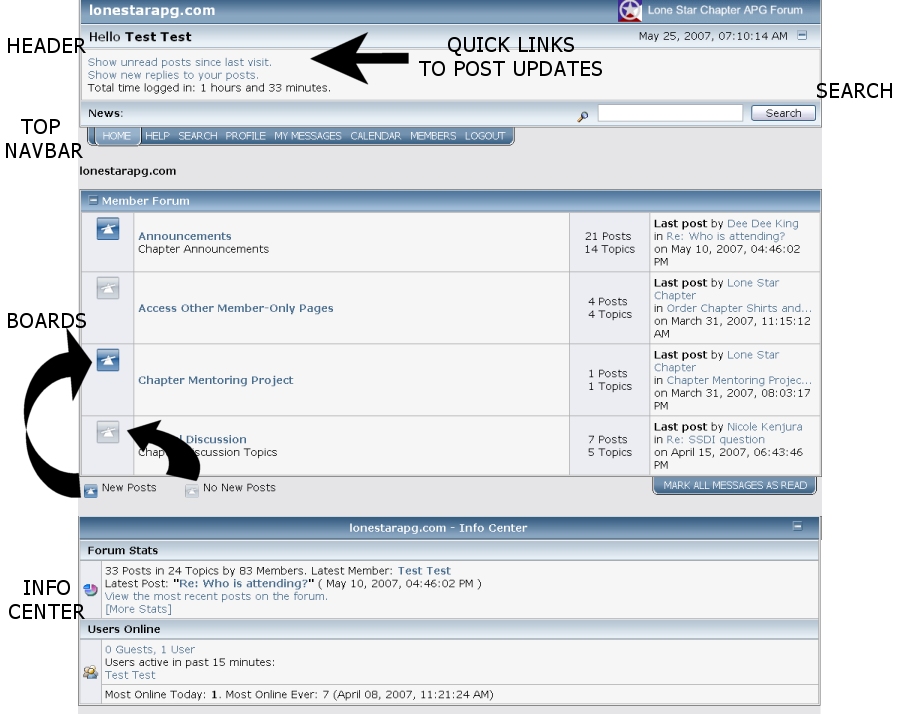 lonestarapg.com
Lone Star Chapter APG Forum
HEADER
Hello Test Test
May 25, 2007, 07:10:14 AM
Show unread posts since last visit.
Show new replies to your posts.
Total time logged in: 1 hours and 33 minutes.
QUICK LINKS
TO POST UPDATES
SEARCH
News:
Search
TOP
NAVBAR
HOME HELP SEARCH PROFILE MY MESSAGES CALENDAR MEMBERS LOGOUT
lonestarapg.com
Member Forum
Announcements
Chapter Announcements
21 Posts
14 Topics
Last post by Dee Dee King
in Re: Who is attending?
on May 10, 2007, 04:46:02
PM
Access Other Member-Only Pages
4 Posts
4 Topics
Last post by Lone Star
Chapter
in Order Chapter Shirts and...
on March 31, 2007, 11:15:12
AM
BOARDS
Chapter Mentoring Project
1 Posts
1 Topics
Last post by Lone Star
Chapter
in Chapter Mentoring Projec...
on March 31, 2007, 08:03:17
PM
Discussion
Discussion Topics
7 Posts
5 Topics
Last post by Nicole Kenjura
in Re: SSDI question
on April 15, 2007, 06:43:46
PM
New Posts
No New Posts
MARK ALL MESSAGES AS READ
lonestarapg.com - Info Center
Forum Stats
INFO
CENTER
33 Posts in 24 Topics by 83 Members. Latest Member: Test Test
Latest Post: "Re: Who is attending?" ( May 10, 2007, 04:46:02 PM )
View the most recent posts on the forum.
[More Stats]
Users Online
0 Guests, 1 User
Users active in past 15 minutes:
Test Test
Most Online Today: 1. Most Online Ever: 7 (April 08, 2007, 11:21:24 AM)